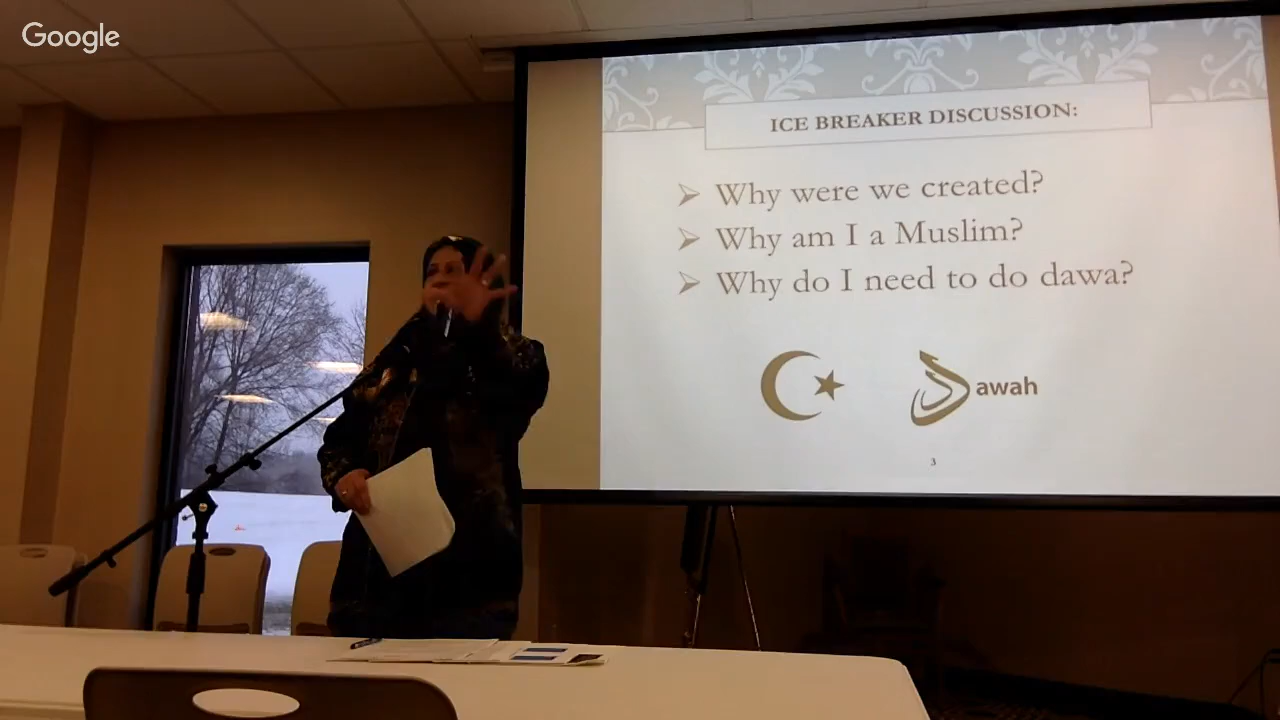 Google
ICE BREAKER DISCUSSION:
➢ Why were we created?
➢ Why am I a Muslim?
➢ Why do I need to do dawa?
د awah
3